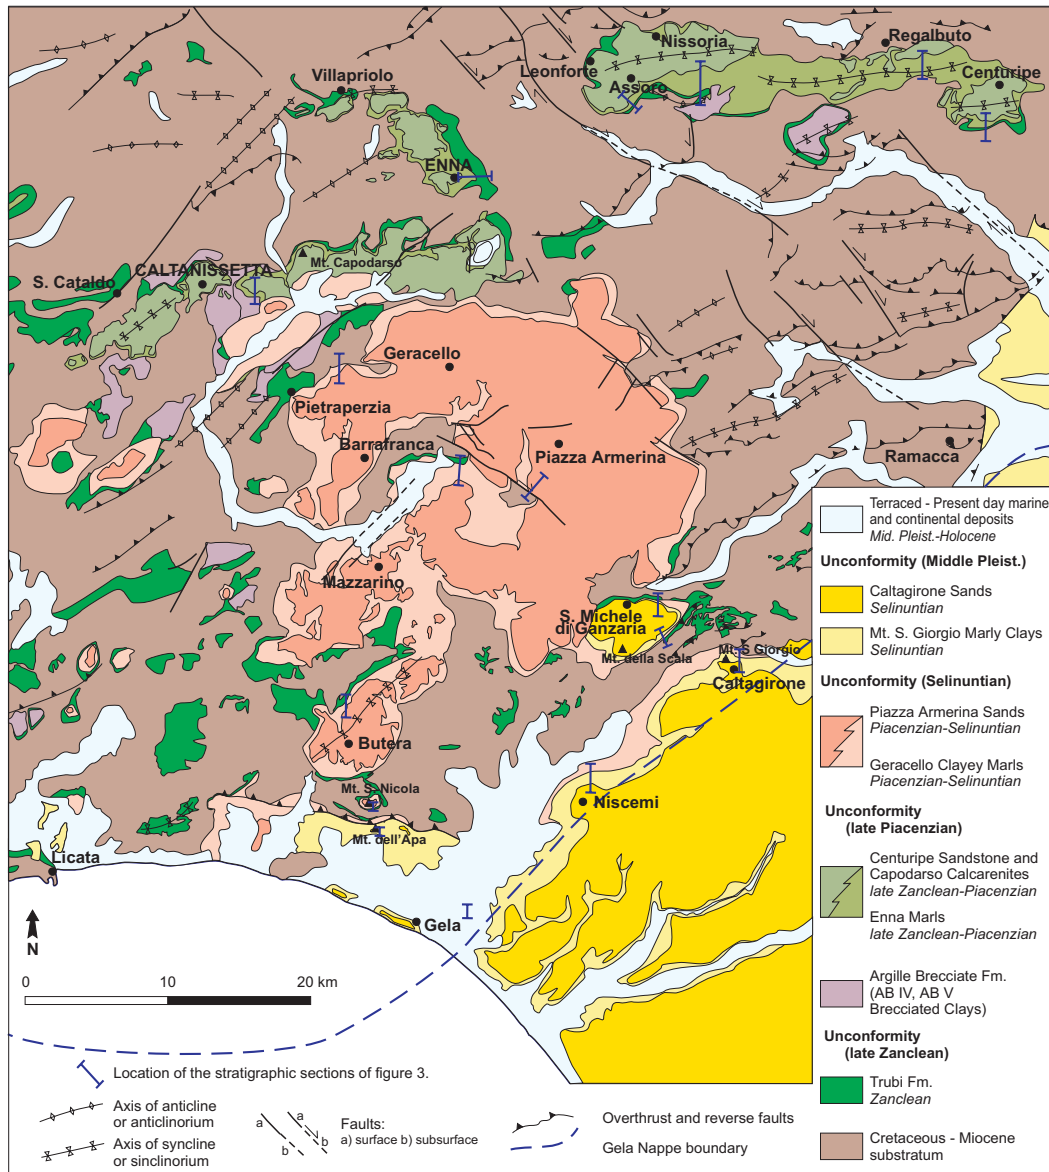 Nissoria
Regalbuto
Leonforte
Villapriolo
Centuripe
Assoro
ENNA
Mt. Capodarso
CALTANISSETTA
S. Cataldo
Geracello
Pietraperzia
Barrafranca
Piazza Armerina
Ramacca
Mazzarino
S. Michele
di Ganzaria
Mt. della Scala
Mt. S Giorgio
Caltagirone
Butera
Mt. S. Nicola
Niscemi
Mt. dell'Apa
Licata
Gela
N
0 10 20 km
Terraced - Present day marine
and continental deposits
Mid. Pleist.-Holocene
Unconformity (Middle Pleist.)
Caltagirone Sands
Selinuntian
Mt. S. Giorgio Marly Clays
Selinuntian
Unconformity (Selinuntian)
Piazza Armerina Sands
Piacenzian-Selinuntian
Geracello Clayey Marls
Piacenzian-Selinuntian
Unconformity
(late Piacenzian)
Centuripe Sandstone and
Capodarso Calcarenites
late Zanclean-Piacenzian
Enna Marls
late Zanclean-Piacenzian
Argille Brecciate Fm.
(AB IV, AB V
Brecciated Clays)
Unconformity
(late Zanclean)
Trubi Fm.
Zanclean
Cretaceous - Miocene
substratum
Location of the stratigraphic sections of figure 3.
Axis of anticline
or anticlinorium
Axis of syncline
or sinclinorium
a
b
a
b
Faults:
a) surface b) subsurface
Overthrust and reverse faults
Gela Nappe boundary